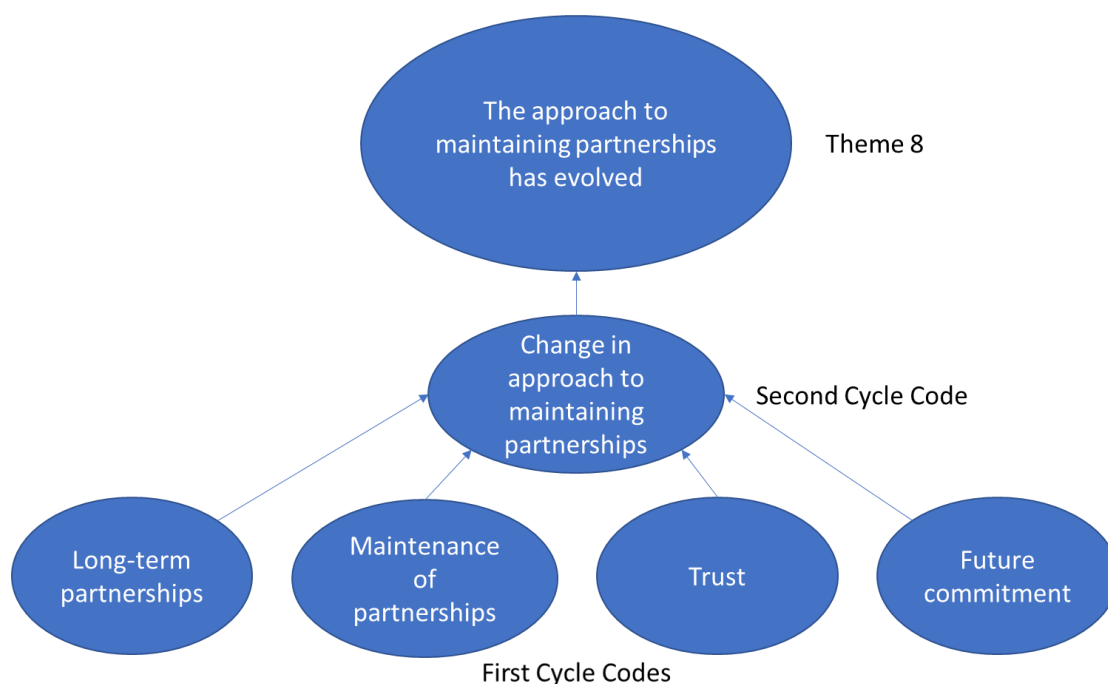 The approach to
maintaining partnerships
has evolved
Theme 8
Change in
approach to
maintaining
partnerships
Second Cycle Code
Long-term
partnerships
Maintenance
of
partnerships
Trust
Future
commitment
First Cycle Codes